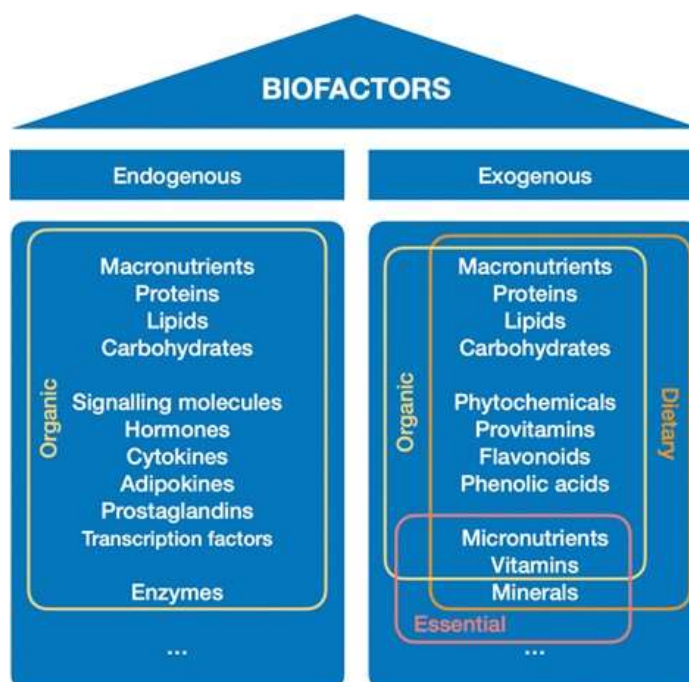 BIOFACTORS
Endogenous
Organic
Macronutrients
Proteins
Lipids
Carbohydrates
Signalling molecules
Hormones
Cytokines
Adipokines
Prostaglandins
Transcription factors
Enzymes
...
Exogenous
Organic
Dietary
Macronutrients
Proteins
Lipids
Carbohydrates
Phytochemicals
Provitamins
Flavonoids
Phenolic acids
Micronutrients
Vitamins
Minerals
Essential
...